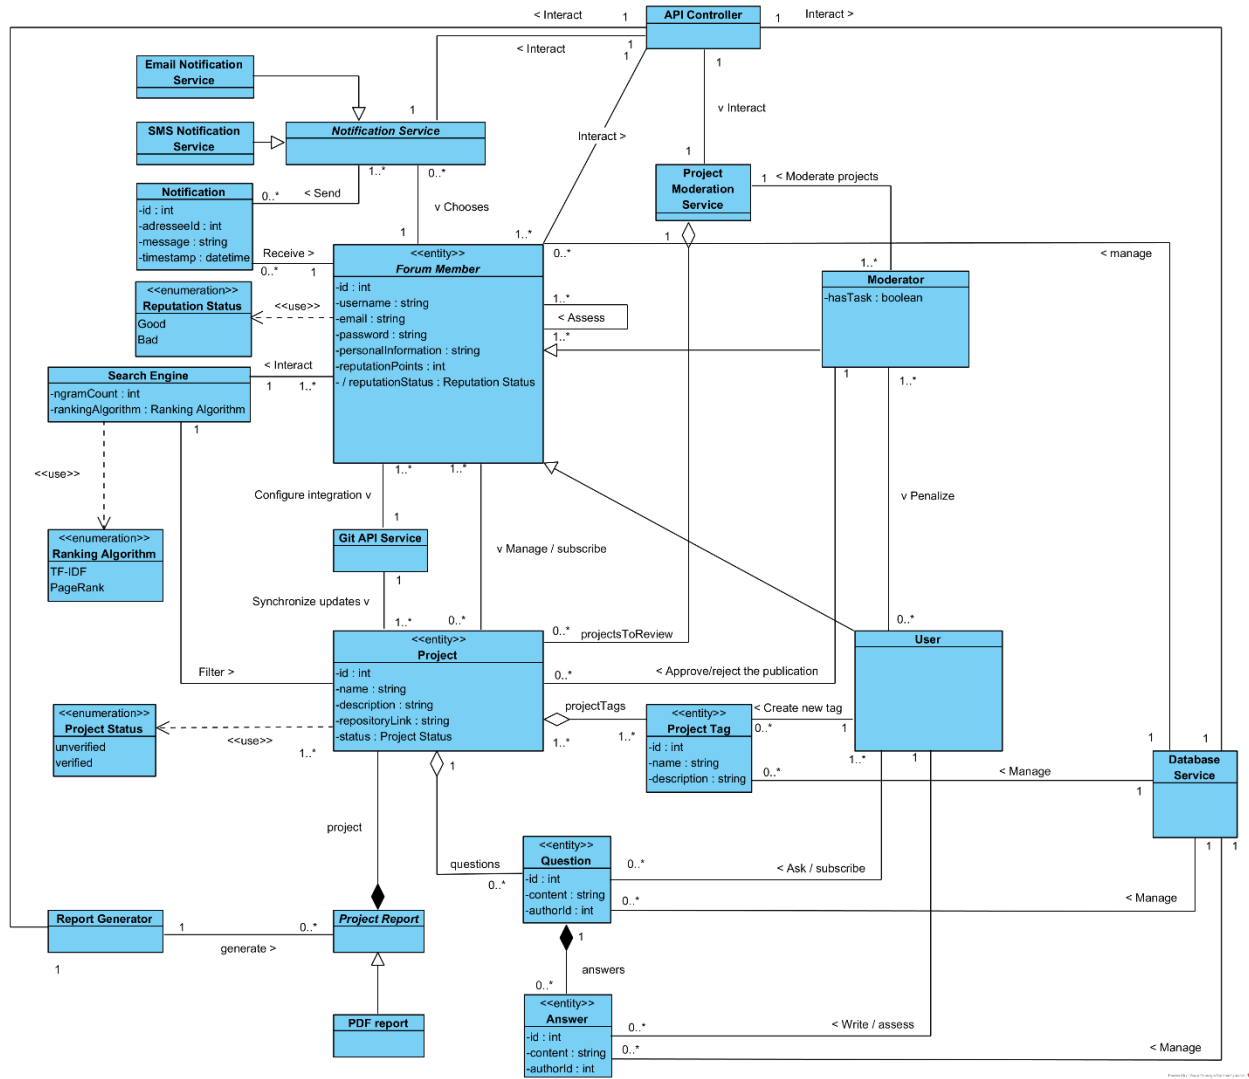 < Interact
1
API Controller
1
Interact >
1
< Interact
1
Email Notification
Service
1
v Interact
1
SMS Notification
Service
Notification Service
Interact >
1
1..*
0..*
Project
Moderation
Service
1
< Moderate projects
Notification
-id : int
-adresseeId : int
-message : string
-timestamp : datetime
0..*
< Send
v Chooses
1
1..*
1
0..*
< manage
Receive >
0..*
1
<<entity>>
Forum Member
-id : int
-username : string
-email : string
-password : string
-personalInformation : string
-reputationPoints : int
- / reputationStatus : Reputation Status
1..*
Moderator
-hasTask : boolean
<<enumeration>>
Reputation Status
Good
Bad
<<use>>
1..*
< Assess
1..*
< Interact
1
1..*
Search Engine
-ngramCount : int
-rankingAlgorithm : Ranking Algorithm
1
1
1..*
<<use>>
1..*
1..*
Configure integration v
1
v Penalize
<<enumeration>>
Ranking Algorithm
TF-IDF
PageRank
Git API Service
1
v Manage / subscribe
Synchronize updates v
1..*
0..*
0..*
projectsToReview
0..*
User
<<entity>>
Project
-id : int
-name : string
-description : string
-repositoryLink : string
-status : Project Status
Filter >
0..*
< Approve/reject the publication
<<enumeration>>
Project Status
unverified
verified
<<use>>
1..*
projectTags
1..*
1..*
<<entity>>
Project Tag
-id : int
-name : string
-description : string
< Create new tag
0..*
1
1..*
1
1
1
Database
Service
1
0..*
< Manage
1
project
questions
0..*
<<entity>>
Question
-id : int
-content : string
-authorId : int
0..*
< Ask / subscribe
0..*
< Manage
1
1
Report Generator
1
generate >
0..*
1
Project Report
1
answers
0..*
PDF report
<<entity>>
Answer
-id : int
-content : string
-authorId : int
0..*
< Write / assess
0..*
< Manage